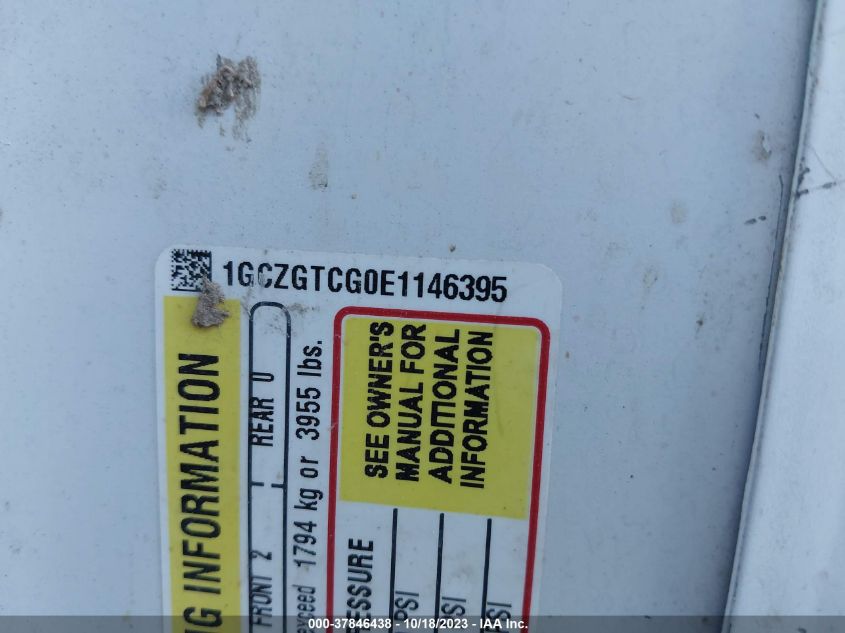 1GCZGTCG0E1146395
SEE OWNER'S
MANUAL FOR
ADDITIONAL
INFORMATION
INFORMATION
FRONT 2 REAR 0
exceed 1794 kg or 3955 lbs.
PSI
000-37846438 - 10/18/2023 - IAA Inc.